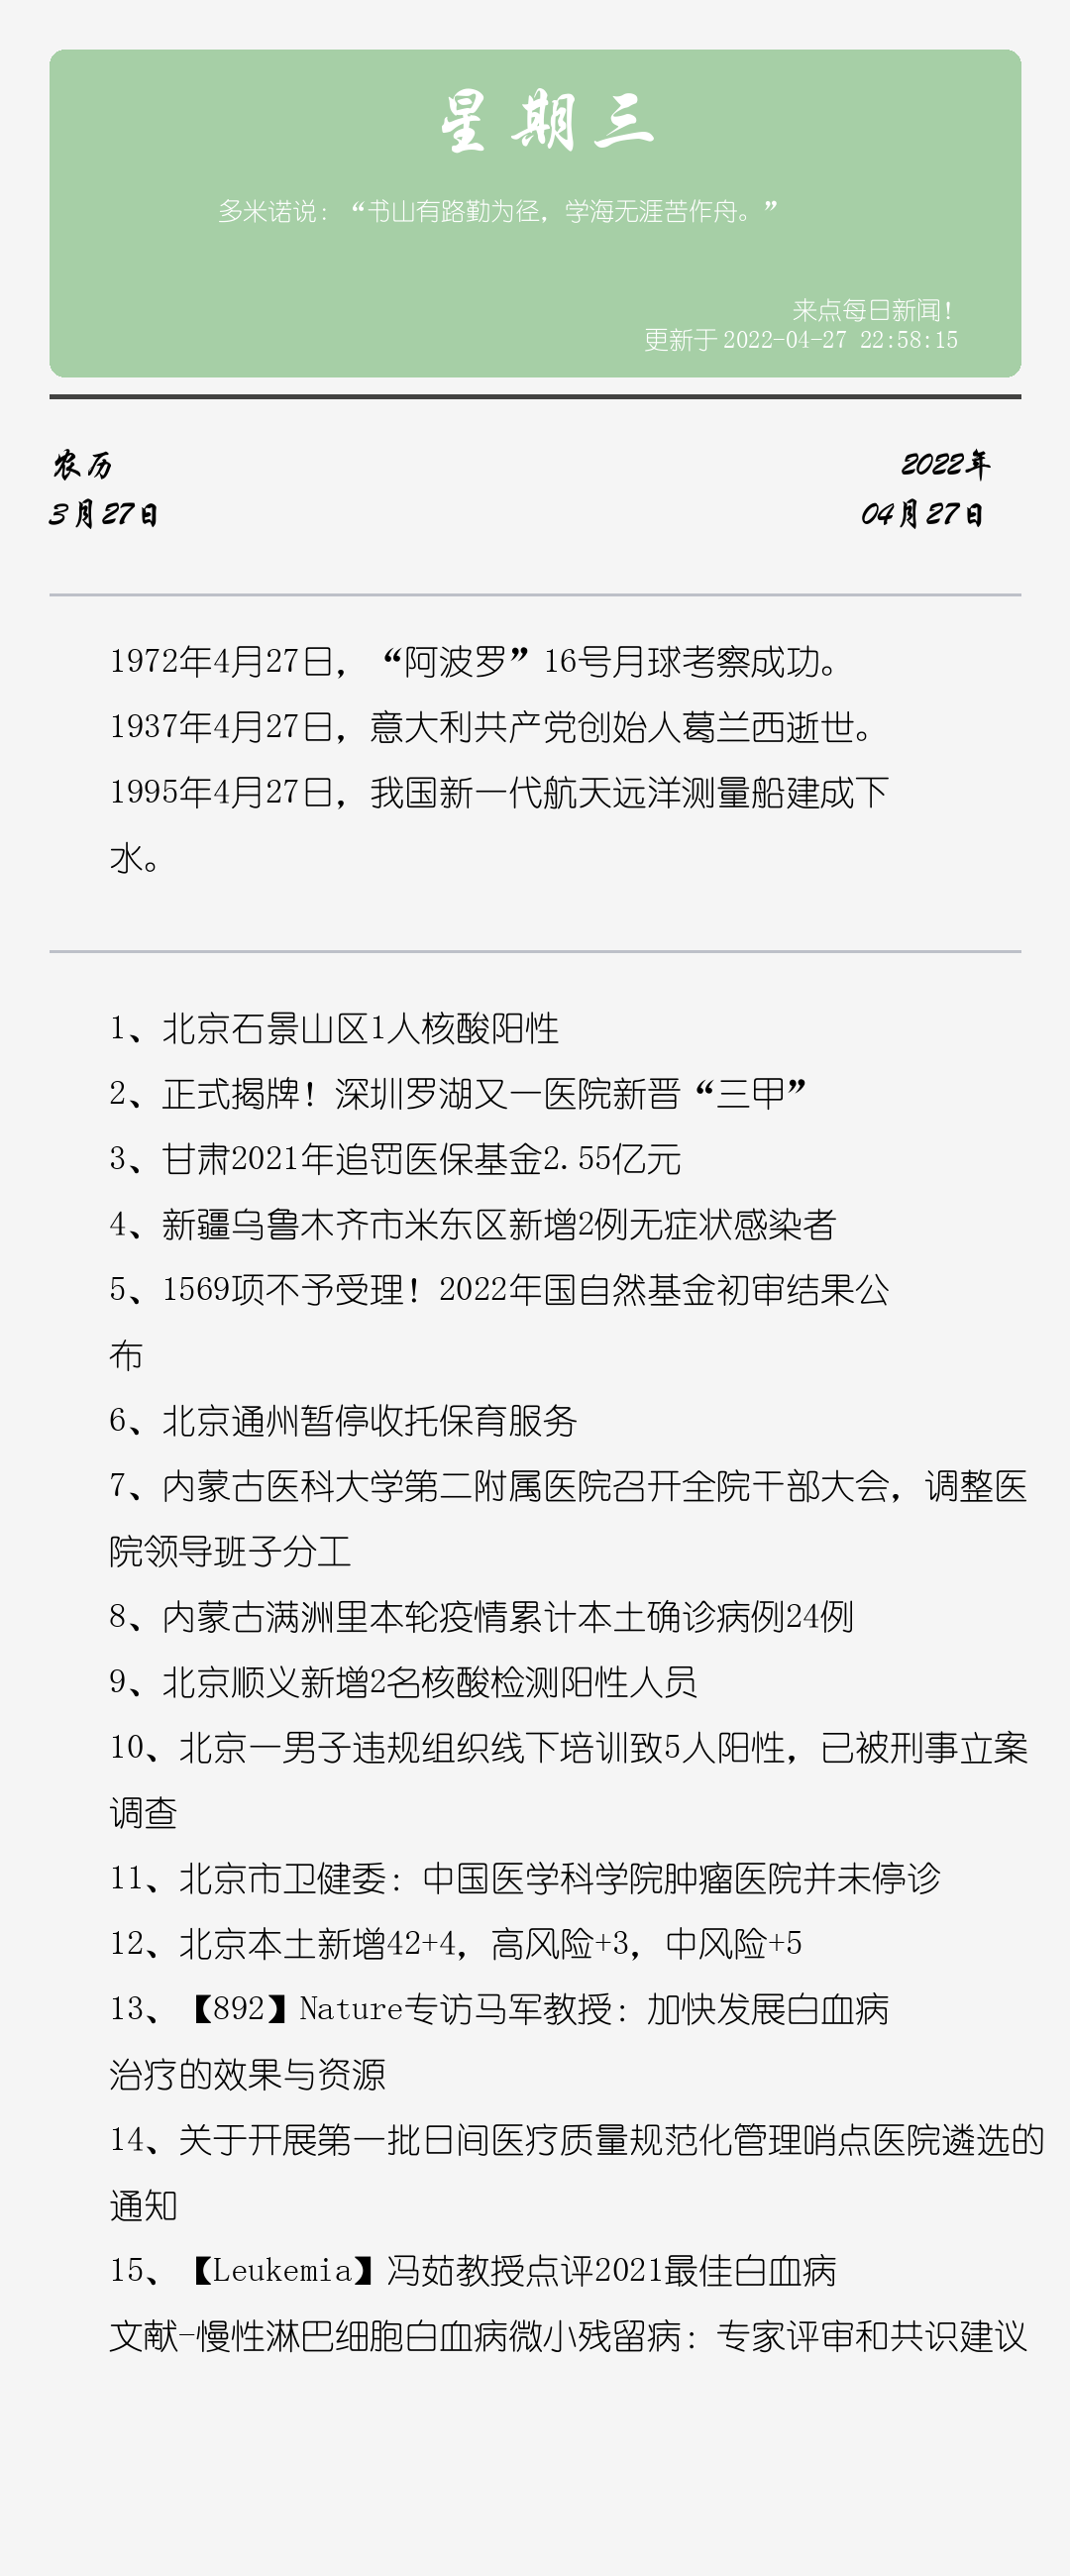 星期三
多米诺说：“书山有路勤为径，学海无涯苦作舟。”
来点每日新闻！
更新于 2022-04-27 22:58:15
农历
2022年
3月27日
04月27日
1972年4月27日，“阿波罗”16号月球考察成功。
1937年4月27日，意大利共产党创始人葛兰西逝世。
1995年4月27日，我国新一代航天远洋测量船建成下
水。
1、北京石景山区1人核酸阳性
2、正式揭牌！深圳罗湖又一医院新晋“三甲”
3、甘肃2021年追罚医保基金2.55亿元
4、新疆乌鲁木齐市米东区新增2例无症状感染者
5、1569项不予受理！2022年国自然基金初审结果公
布
6、北京通州暂停收托保育服务
7、内蒙古医科大学第二附属医院召开全院干部大会，调整医
院领导班子分工
8、内蒙古满洲里本轮疫情累计本土确诊病例24例
9、北京顺义新增2名核酸检测阳性人员
10、北京一男子违规组织线下培训致5人阳性，已被刑事立案
调查
11、北京市卫健委：中国医学科学院肿瘤医院并未停诊
12、北京本土新增42+4，高风险+3，中风险+5
13、【892】Nature专访马军教授：加快发展白血病
治疗的效果与资源
14、关于开展第一批日间医疗质量规范化管理哨点医院遴选的
通知
15、【Leukemia】冯茹教授点评2021最佳白血病
文献-慢性淋巴细胞白血病微小残留病：专家评审和共识建议